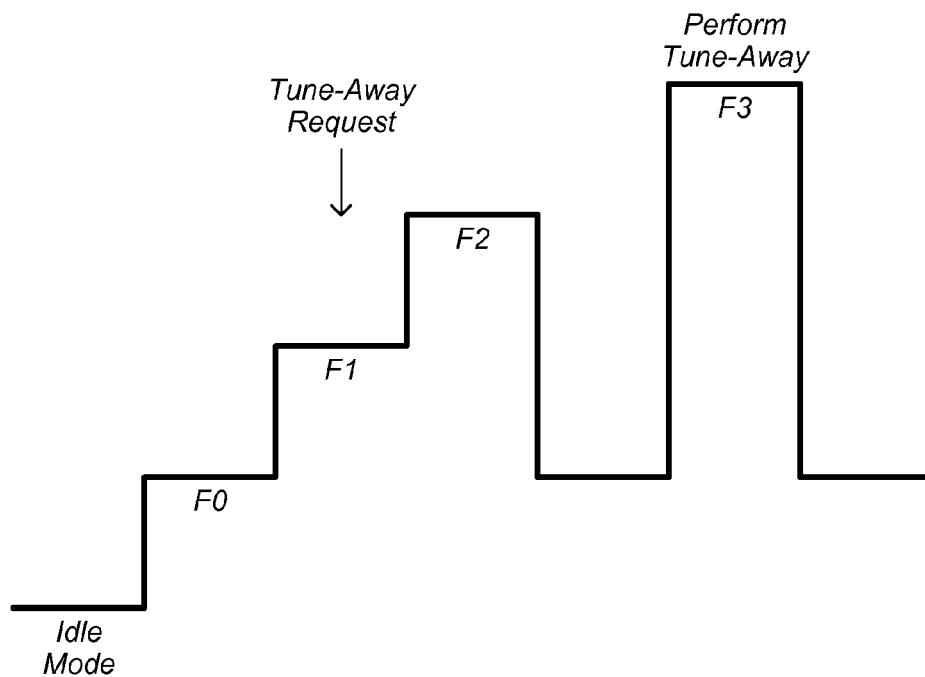 Perform
Tune-Away
F3
Tune-Away
Request
F2
F1
F0
Idle
Mode